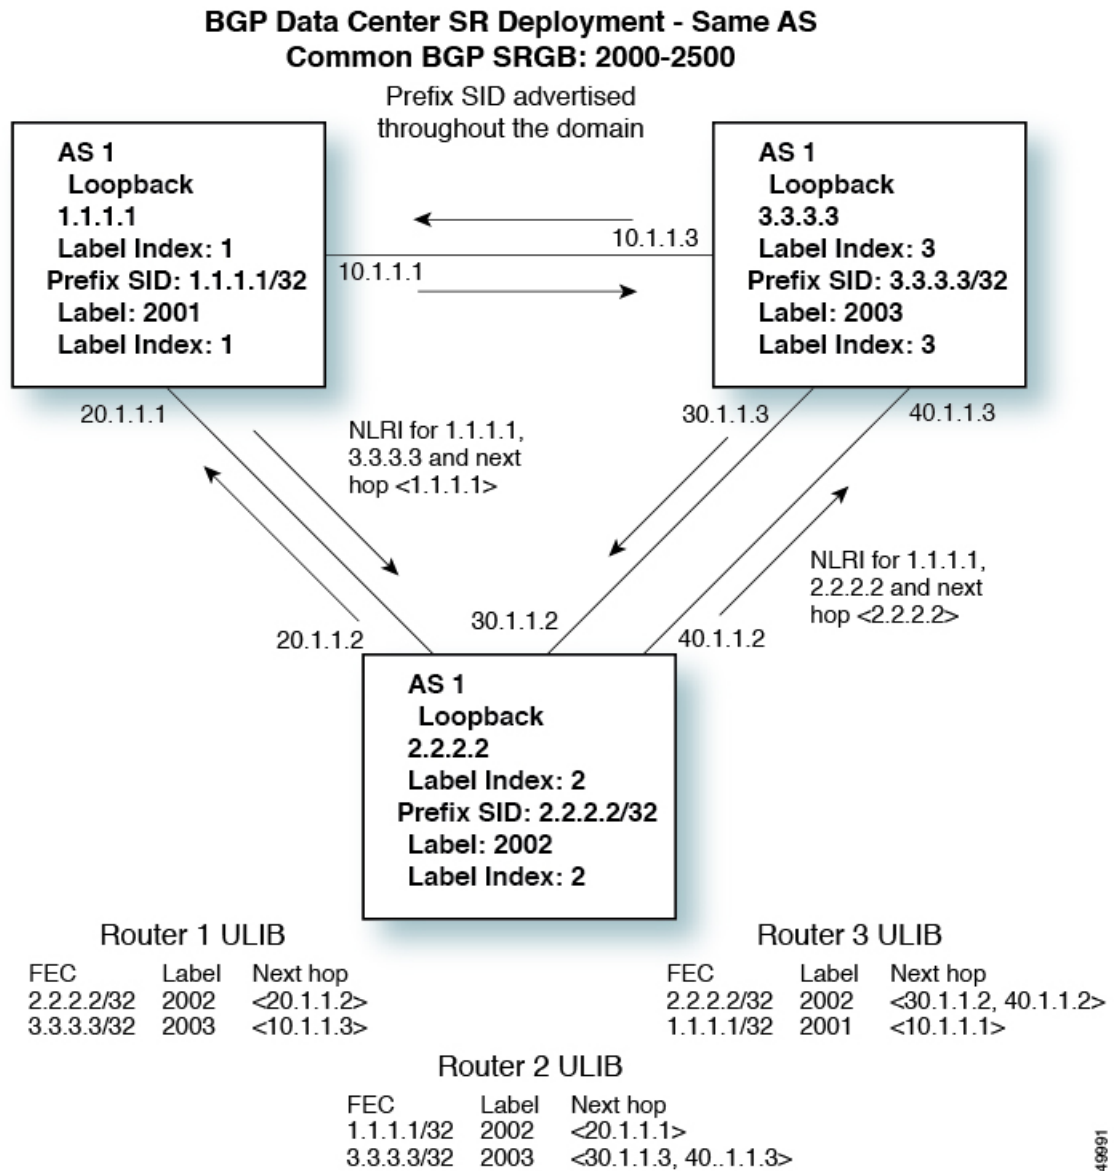 BGP Data Center SR Deployment - Same AS
Common BGP SRGB: 2000-2500
Prefix SID advertised
throughout the domain
AS 1
Loopback
1.1.1.1
Label Index: 1
Prefix SID: 1.1.1.1/32
Label: 2001
Label Index: 1
AS 1
Loopback
3.3.3.3
Label Index: 3
Prefix SID: 3.3.3.3/32
Label: 2003
Label Index: 3
10.1.1.3
10.1.1.1
20.1.1.1
30.1.1.3
40.1.1.3
NLRI for 1.1.1.1,
3.3.3.3 and next
hop <1.1.1.1>
NLRI for 1.1.1.1,
2.2.2.2 and next
hop <2.2.2.2>
20.1.1.2
30.1.1.2
40.1.1.2
AS 1
Loopback
2.2.2.2
Label Index: 2
Prefix SID: 2.2.2.2/32
Label: 2002
Label Index: 2
Router 1 ULIB
FEC Label Next hop
2.2.2.2/32 2002 <20.1.1.2>
3.3.3.3/32 2003 <10.1.1.3>
Router 3 ULIB
FEC Label Next hop
2.2.2.2/32 2002 <30.1.1.2, 40.1.1.2>
1.1.1.1/32 2001 <10.1.1.1>
Router 2 ULIB
FEC Label Next hop
1.1.1.1/32 2002 <20.1.1.1>
3.3.3.3/32 2003 <30.1.1.3, 40..1.1.3>